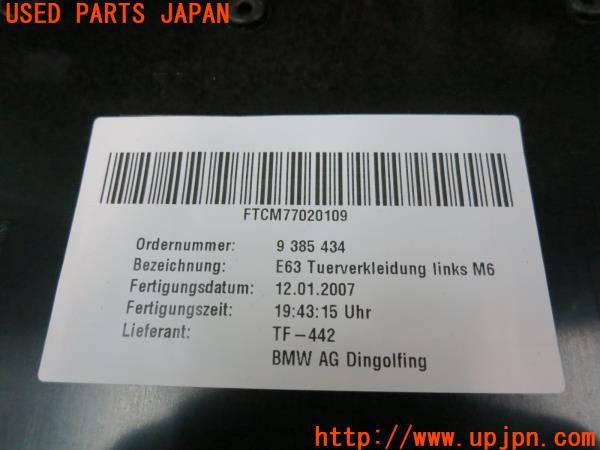 USED PARTS JAPAN
FTCM77020109
Ordernummer: 9 385 434
Bezeichnung: E63 Tuerverkleidung links M6
Fertigungsdatum: 12.01.2007
Fertigungszeit: 19:43:15 Uhr
Lieferant: TF-442
BMW AG Dingolfing
http://www.upjpn.com/